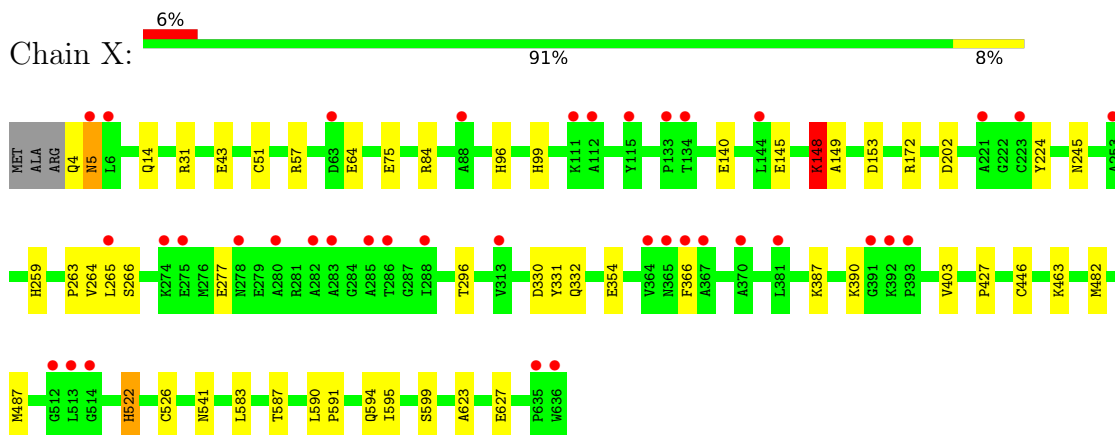 6%
Chain X:
91% 8%
MET ALA ARG Q4 N5 L6 Q14 R31 E43 C51 R57 D63 E64 E75 R84 A88 H96 H99 K111 A112 Y115 P133 T134 E140 L144 E145 K148 A149 D153 R172 D202 A221 G222 C223 Y224 N245 A253
H259 P263 V264 L265 S266 K274 E275 M276 E277 N278 E279 A280 R281 A282 A283 G284 A285 T286 G287 I288 T296 V313 D330 Y331 Q332 E354 V364 N365 F366 A367 A370 L381 K387 K390 G391 K392 P393 V403 P427 C446 K463 M482
M487 G512 L513 G514 H522 C526 N541 L583 T587 L590 P591 Q594 I595 S599 A623 E627 P635 W636